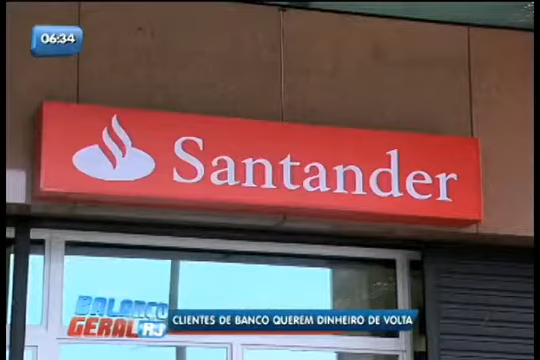 06:34
Santander
BALANÇO
GERAL RJ
CLIENTES DE BANCO QUEREM DINHEIRO DE VOLTA